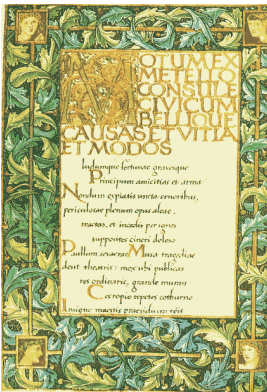 MOTUM EX
METELLO
CONSULE
CIVICUM
BELLIQUE
CAUSAS ET VITIA
ET MODOS
ludumque fortunae gravesque
Principum amicitias et arma
Nondum expiatis uncta cruoribus,
periculosae plenum opus aleae,
tractas, et incedis per ignes
suppositos cineri doloso
Paullum severae Musa tragediae
desit theatris: mox ubi publicas
res ordinaris, grande munus
Cecropio repetes cothurno
Insigne maestis praesidium reis